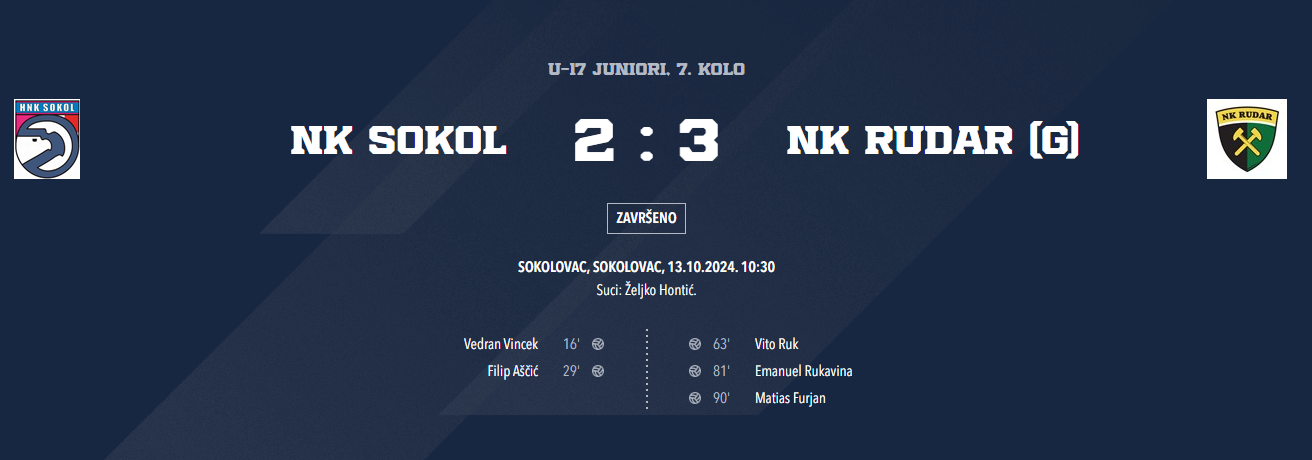 U-17 JUNIORI, 7. KOLO
HNK SOKOL
NK SOKOL 2 : 3 NK RUDAR (G)
NK RUDAR
ZAVRŠENO
SOKOLOVAC, SOKOLOVAC, 13.10.2024. 10:30
Suci: Željko Hontić.
Vedran Vincek 16' 63' Vito Ruk
Filip Aščić 29' 81' Emanuel Rukavina
90' Matias Furjan